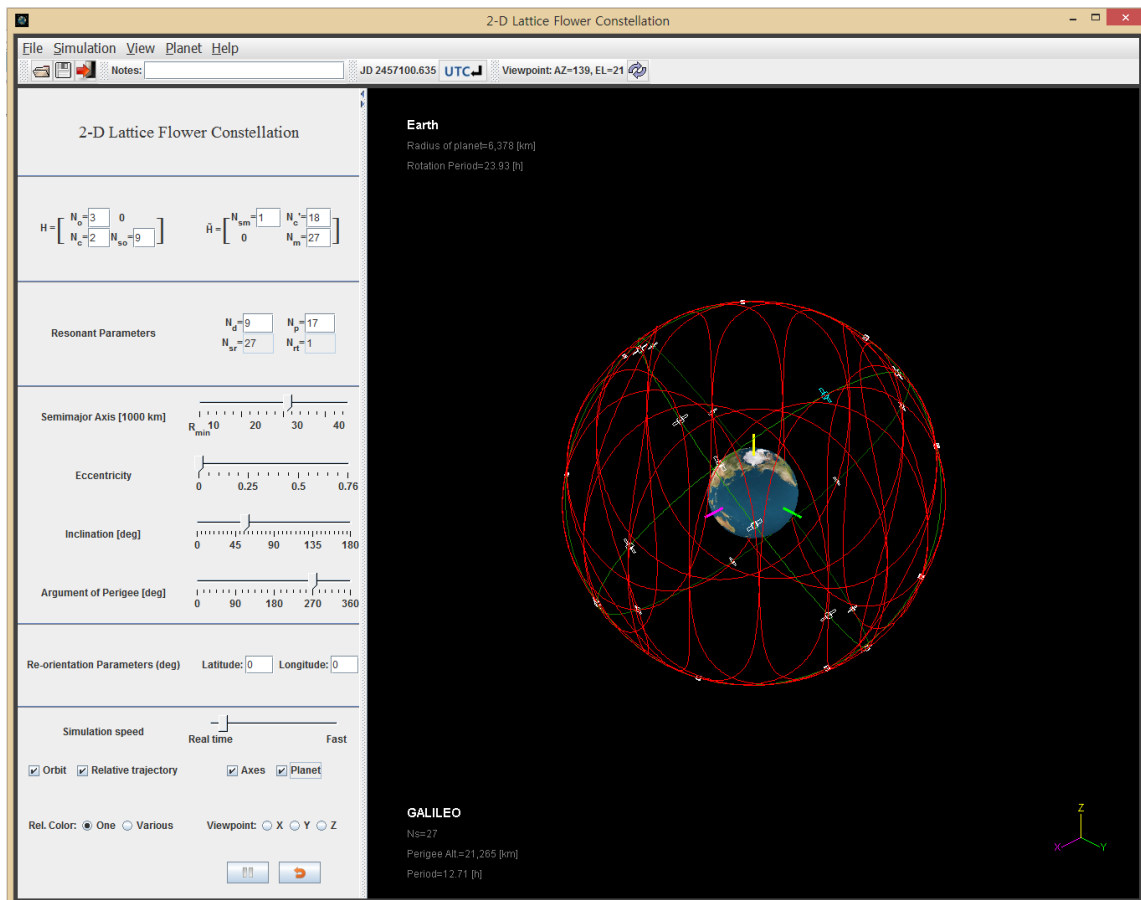 2-D Lattice Flower Constellation
File Simulation View Planet Help
Notes: JD 2457100.635 UTC Viewpoint: AZ=139, EL=21
2-D Lattice Flower Constellation
H = [ No=3 0
Nc=2 Nso=9 ]
Ĥ = [ Nsm=1 Nc'=18
0 Nm=27 ]
Resonant Parameters
Nd=9 Np=17
Nsr=27 Nrt=1
Semimajor Axis [1000 km]
Rmin 10 20 30 40
Eccentricity
0 0.25 0.5 0.76
Inclination [deg]
0 45 90 135 180
Argument of Perigee [deg]
0 90 180 270 360
Re-orientation Parameters (deg) Latitude: 0 Longitude: 0
Simulation speed
Real time Fast
Orbit Relative trajectory Axes Planet
Rel. Color: One Various Viewpoint: X Y Z
Earth
Radius of planet=6,378 [km]
Rotation Period=23.93 [h]
GALILEO
Ns=27
Perigee Alt.=21,265 [km]
Period=12.71 [h]
Z
X Y